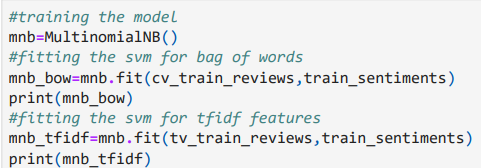 #training the model
mnb=MultinomialNB()
#fitting the svm for bag of words
mnb_bow=mnb.fit(cv_train_reviews,train_sentiments)
print(mnb_bow)
#fitting the svm for tfidf features
mnb_tfidf=mnb.fit(tv_train_reviews,train_sentiments)
print(mnb_tfidf)